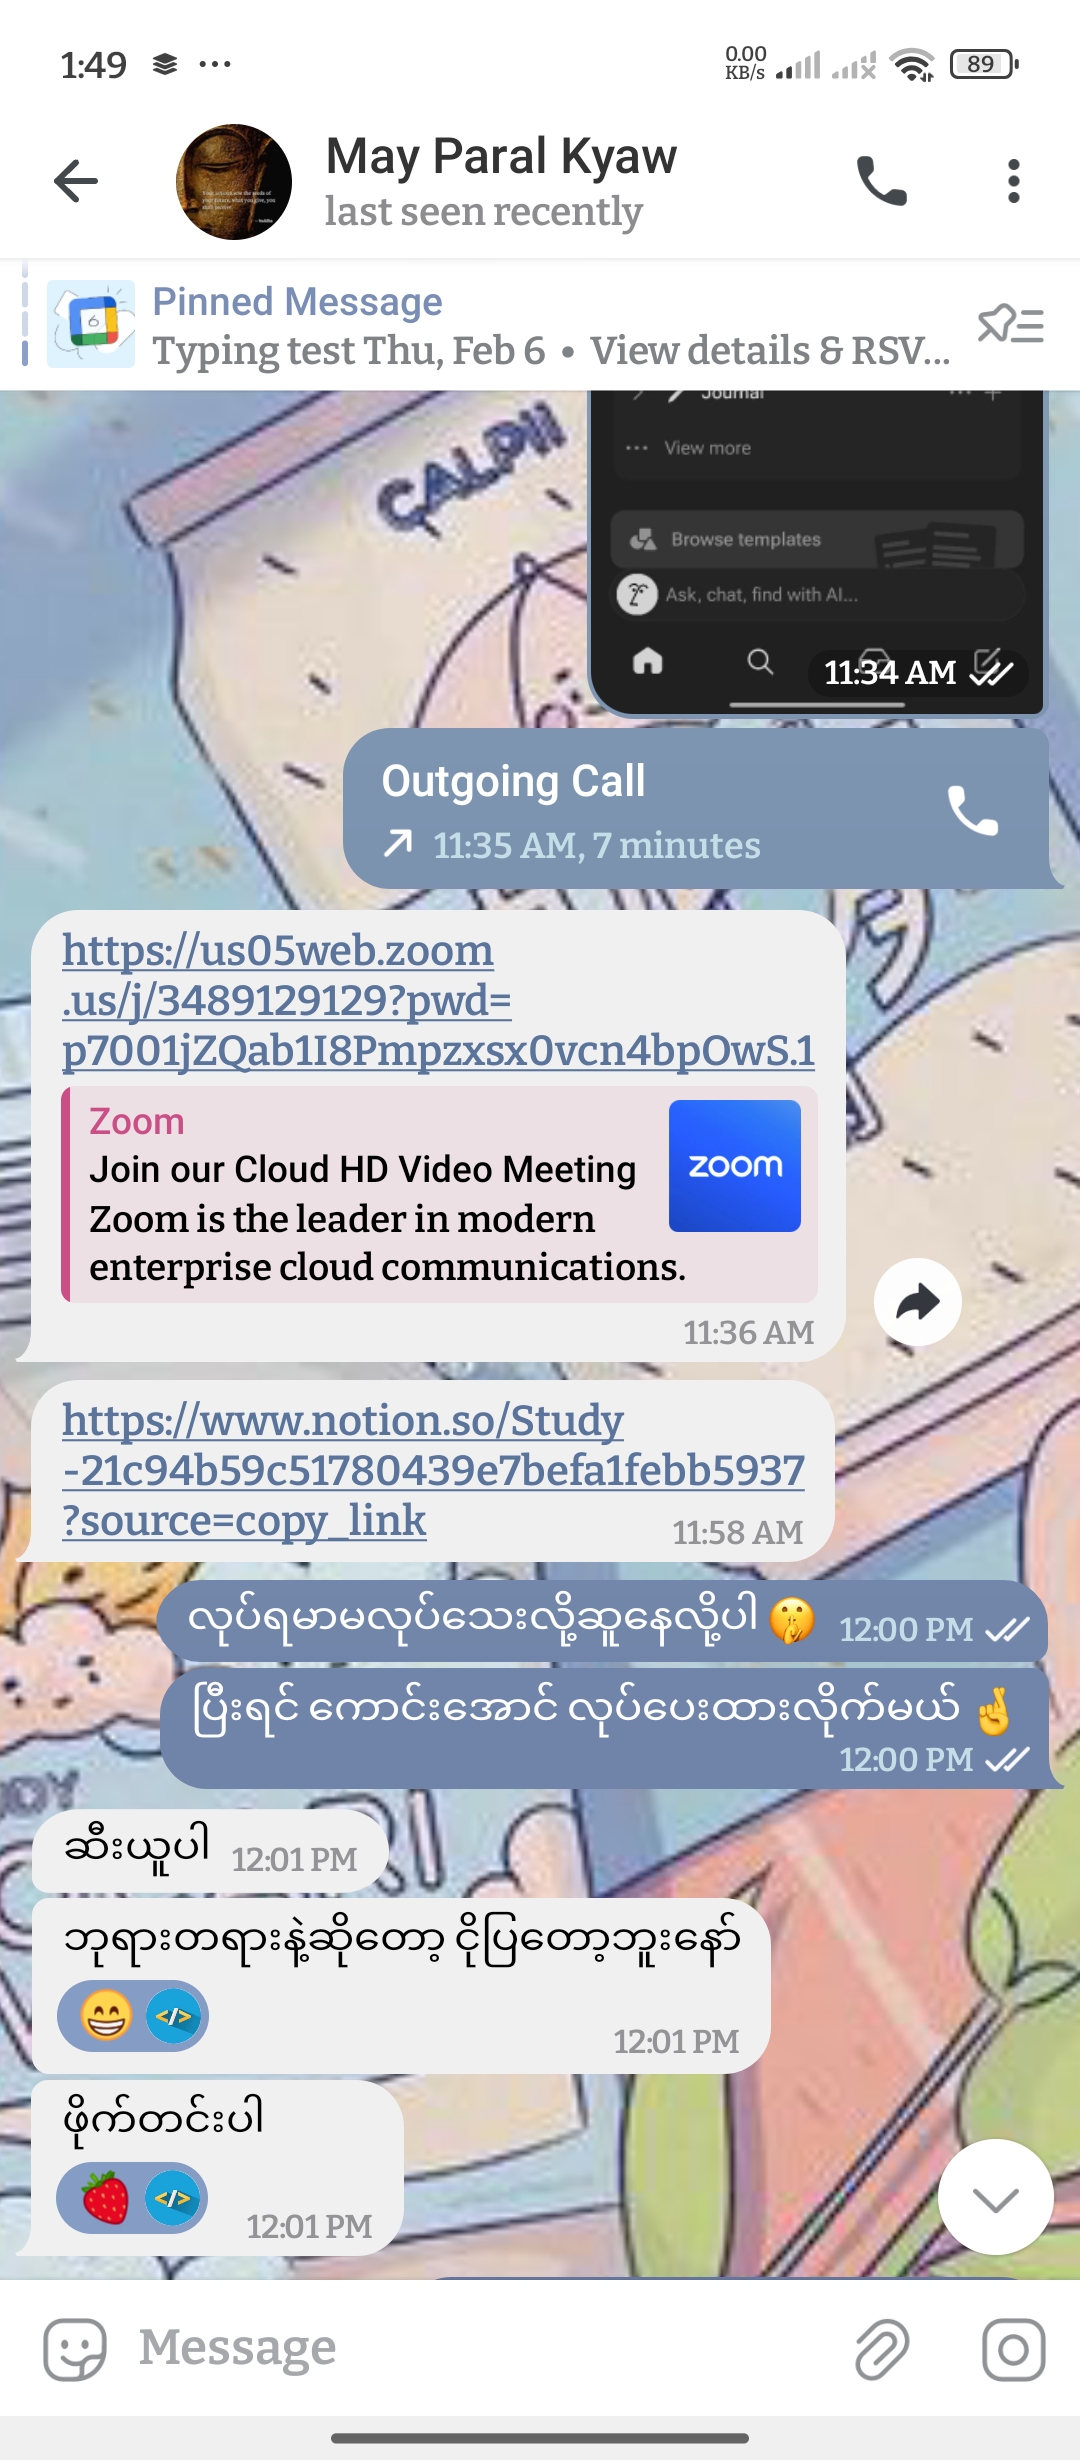 1:49
0.00
KB/s
89
May Paral Kyaw
last seen recently
Pinned Message
Typing test Thu, Feb 6 • View details & RSV...
CALPII
Journal
View more
Browse templates
Ask, chat, find with AI...
11:34 AM
Outgoing Call
11:35 AM, 7 minutes
https://us05web.zoom
.us/j/3489129129?pwd=
p7001jZQab1I8Pmpzxsx0vcn4bpOwS.1
Zoom
Join our Cloud HD Video Meeting
zoom
Zoom is the leader in modern
enterprise cloud communications.
11:36 AM
https://www.notion.so/Study
-21c94b59c51780439e7befa1febb5937
?source=copy_link
11:58 AM
လုပ်ရမာမလုပ်သေးလို့ဆူနေလို့ပါ 🤫 12:00 PM
ပြီးရင် ကောင်းအောင် လုပ်ပေးထားလိုက်မယ် 🤞
12:00 PM
ဆီးယူပါ 12:01 PM
ဘုရားတရားနဲ့ဆိုတော့ ငိုပြတော့ဘူးနော်
😁 </>
12:01 PM
ဖိုက်တင်းပါ
🍓 </>
12:01 PM
Message